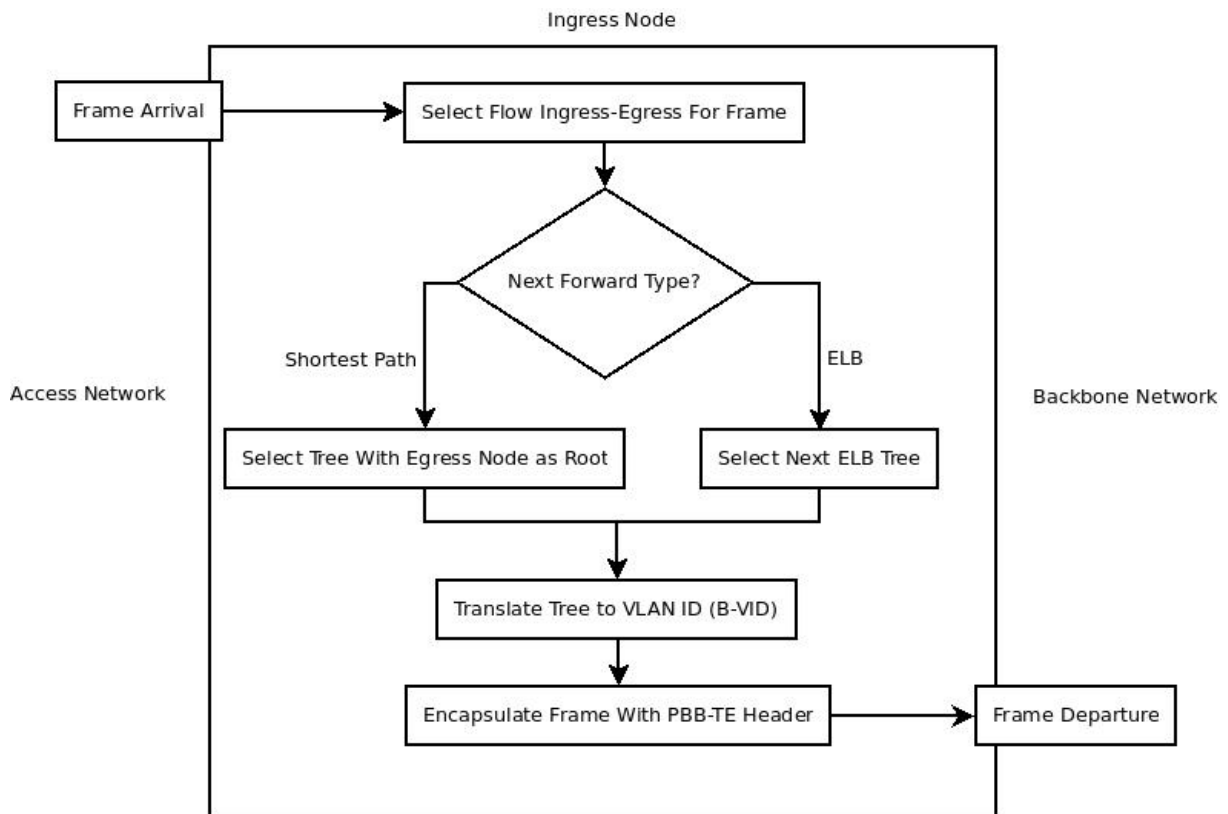 Ingress Node
Frame Arrival
Select Flow Ingress-Egress For Frame
Next Forward Type?
Shortest Path
ELB
Access Network
Backbone Network
Select Tree With Egress Node as Root
Select Next ELB Tree
Translate Tree to VLAN ID (B-VID)
Encapsulate Frame With PBB-TE Header
Frame Departure